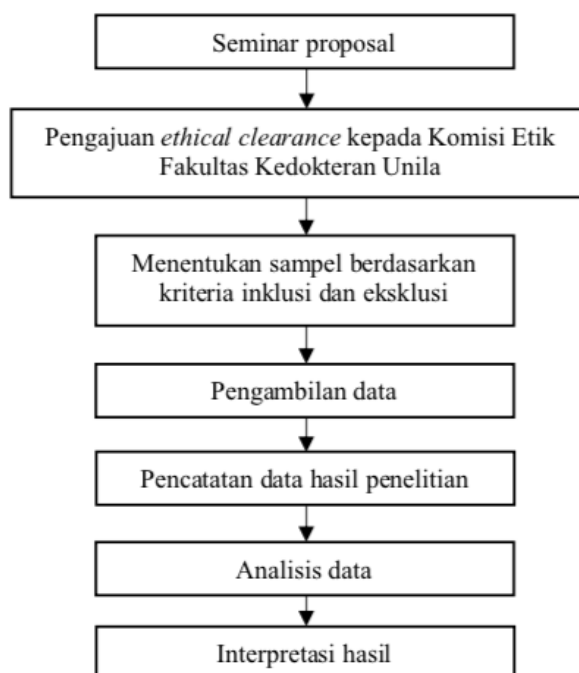 Seminar proposal
Pengajuan ethical clearance kepada Komisi Etik
Fakultas Kedokteran Unila
Menentukan sampel berdasarkan
kriteria inklusi dan eksklusi
Pengambilan data
Pencatatan data hasil penelitian
Analisis data
Interpretasi hasil